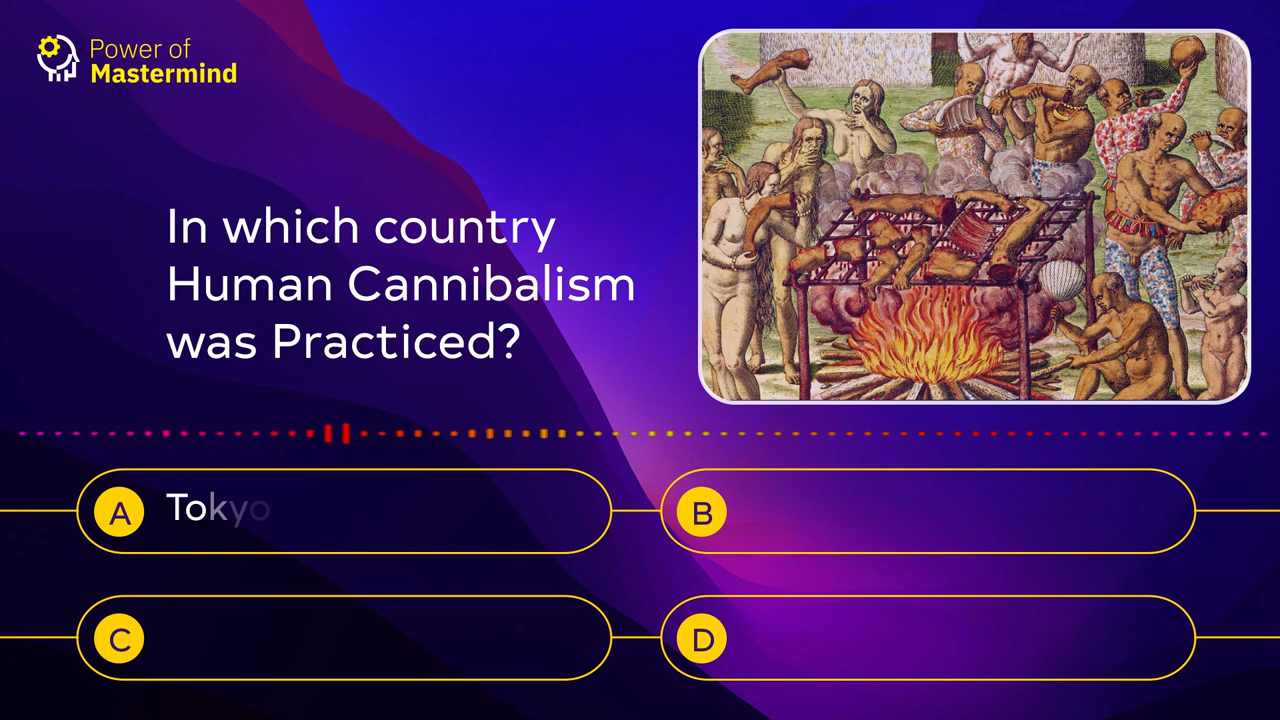 Power of
Mastermind
In which country
Human Cannibalism
was Practiced?
A Tokyo
B
C
D